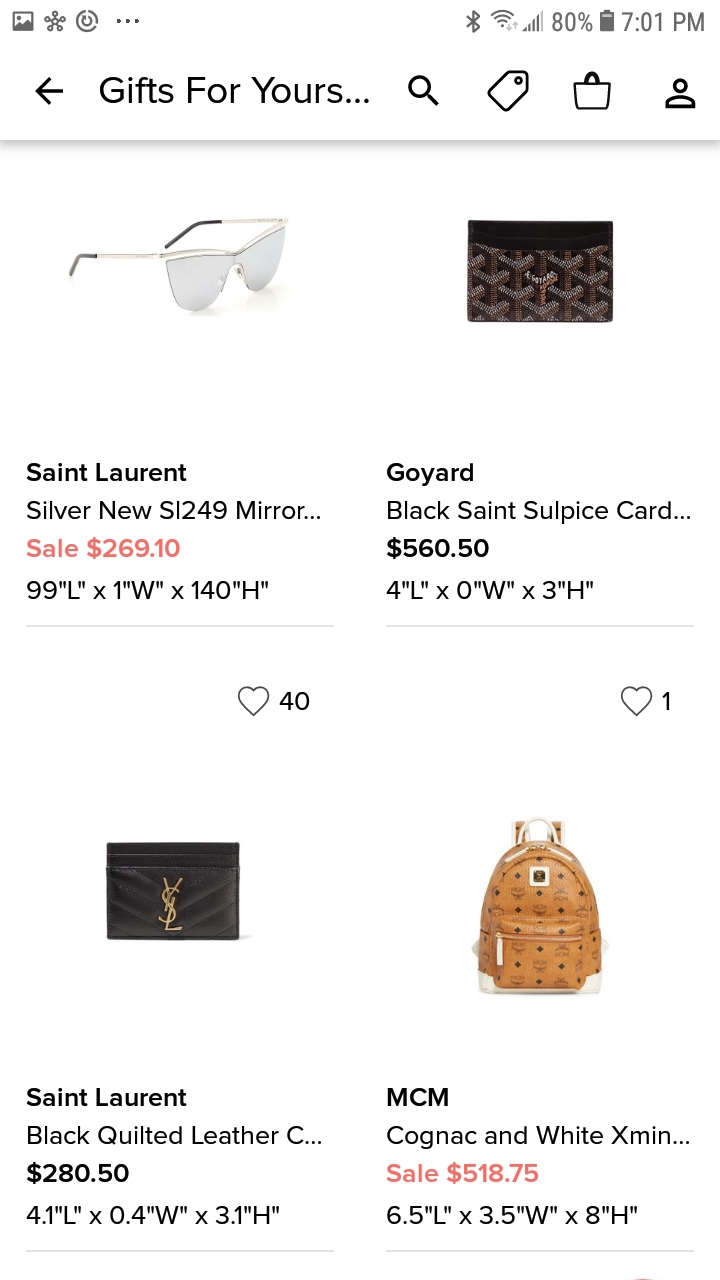 80% 7:01 PM
Gifts For Yours...
Saint Laurent
Silver New Sl249 Mirror...
Sale $269.10
99"L" x 1"W" x 140"H"
GOYARD
Goyard
Black Saint Sulpice Card...
$560.50
4"L" x 0"W" x 3"H"
40
1
YSL
Saint Laurent
Black Quilted Leather C...
$280.50
4.1"L" x 0.4"W" x 3.1"H"
MCM
MCM
Cognac and White Xmin...
Sale $518.75
6.5"L" x 3.5"W" x 8"H"